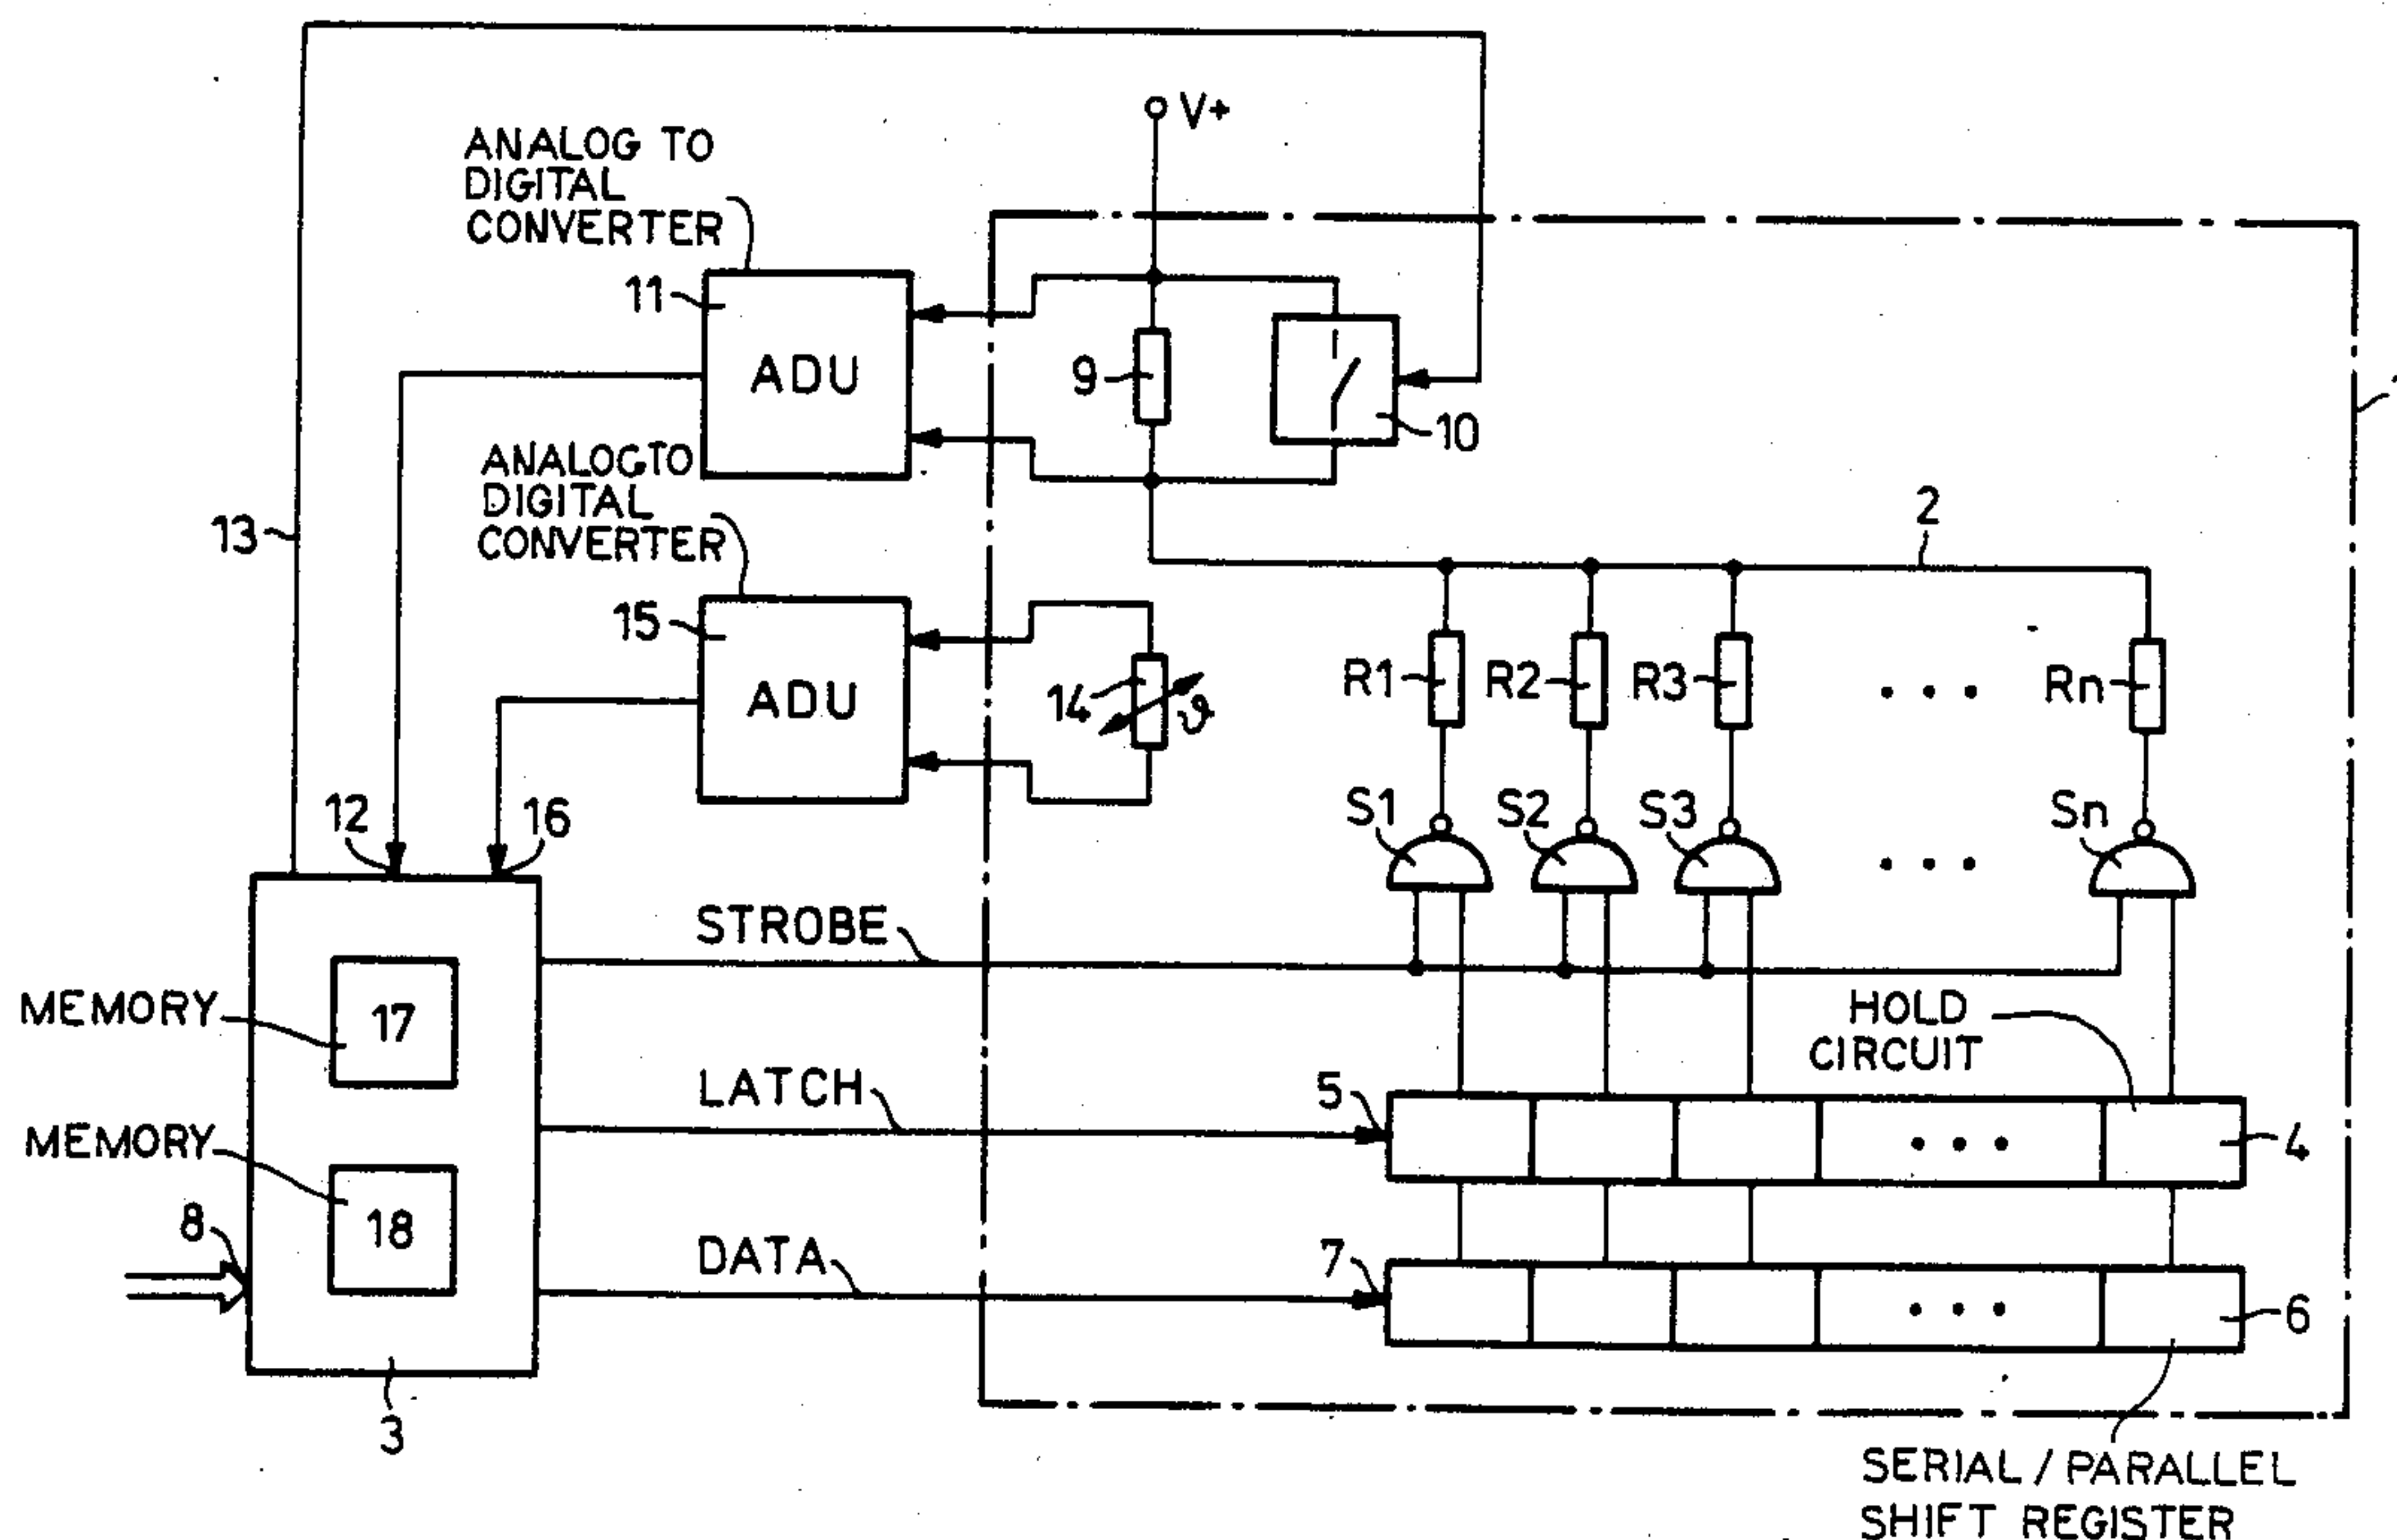 V+
ANALOG TO
DIGITAL
CONVERTER
11
ADU
9
10
ANALOG TO
DIGITAL
CONVERTER
13
2
15
ADU
14
ϑ
R1
R2
R3
. . .
Rn
12
16
S1
S2
S3
. . .
Sn
STROBE
MEMORY
17
HOLD
CIRCUIT
LATCH
5
4
MEMORY
18
8
DATA
7
6
3
SERIAL / PARALLEL
SHIFT REGISTER